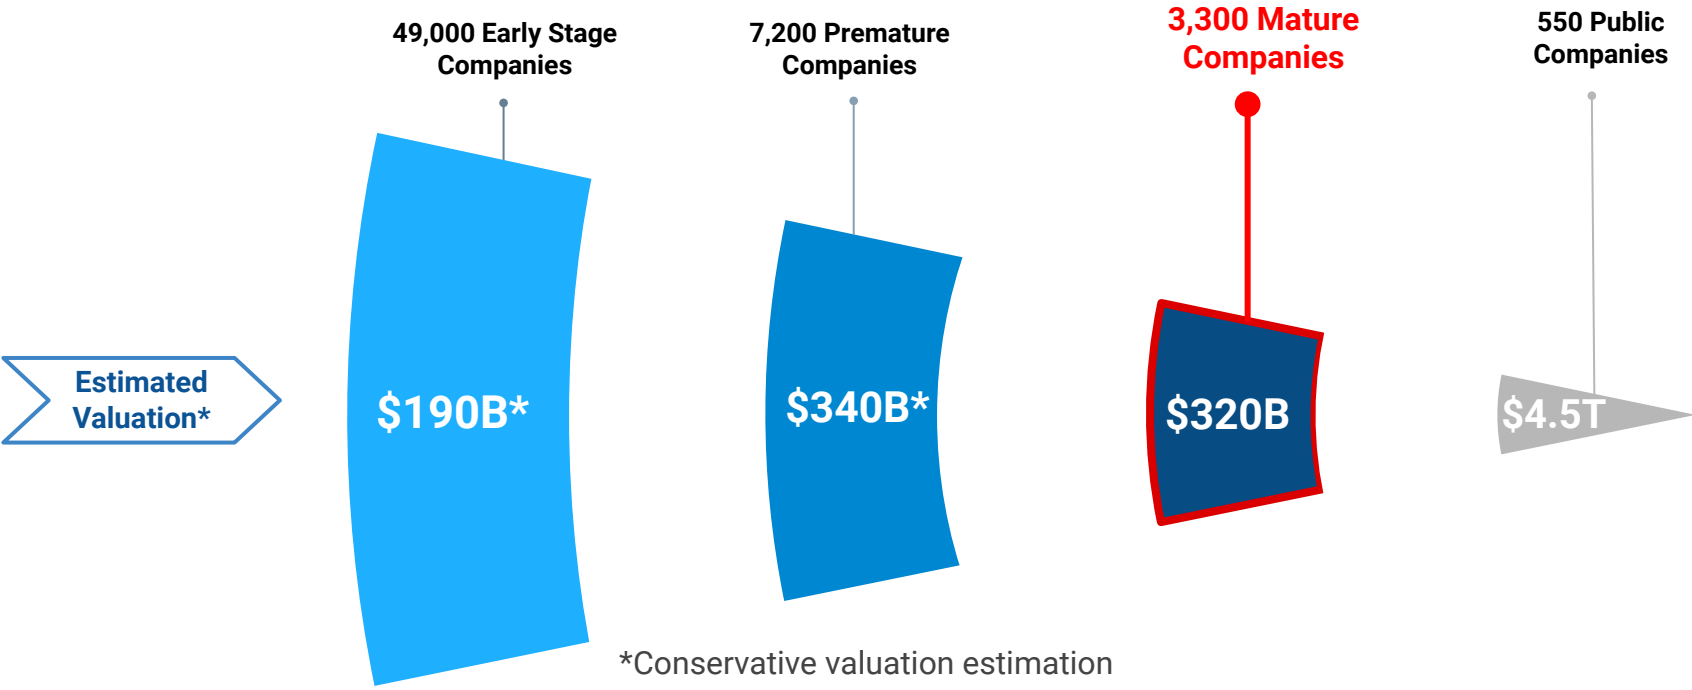 49,000 Early Stage
Companies
7,200 Premature
Companies
3,300 Mature
Companies
550 Public
Companies
Estimated
Valuation*
$190B*
$340B*
$320B
$4.5T
*Conservative valuation estimation